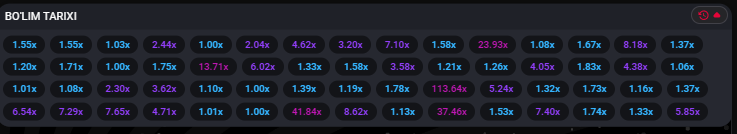 BO'LIM TARIXI
1.55x 1.55x 1.03x 2.44x 1.00x 2.04x 4.62x 3.20x 7.10x 1.58x 23.93x 1.08x 1.67x 8.18x 1.37x
1.20x 1.71x 1.00x 1.75x 13.71x 6.02x 1.33x 1.58x 3.58x 1.21x 1.26x 4.05x 1.83x 4.38x 1.06x
1.01x 1.08x 2.30x 3.62x 1.10x 1.00x 1.39x 1.19x 1.78x 113.64x 5.24x 1.32x 1.73x 1.16x 1.37x
6.54x 7.29x 7.65x 4.71x 1.01x 1.00x 41.84x 8.62x 1.13x 37.46x 1.53x 7.40x 1.74x 1.33x 5.85x